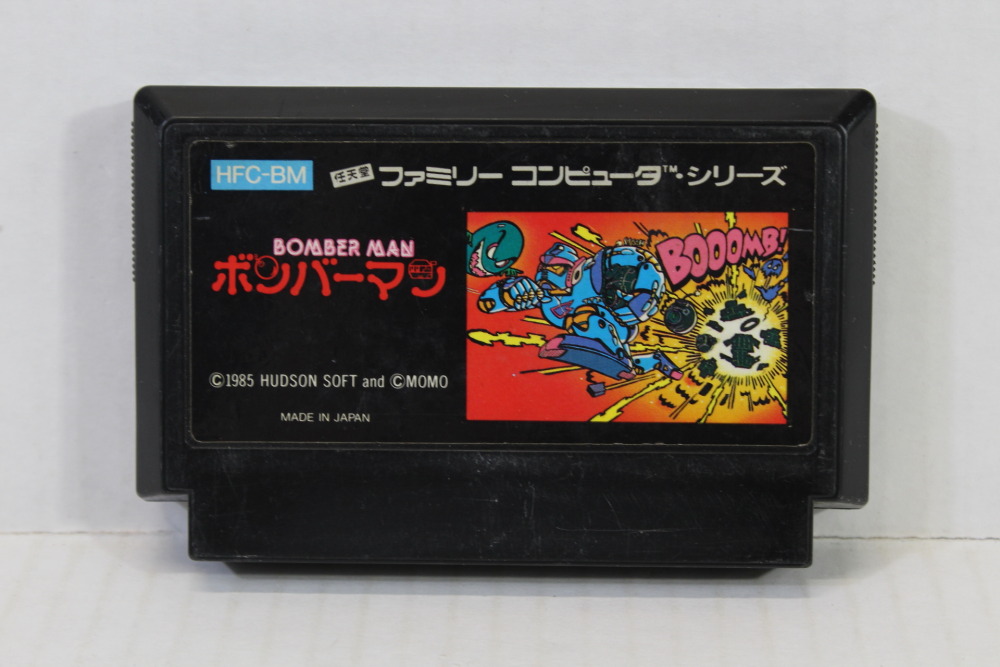 HFC-BM
任天堂 ファミリー コンピュータ™・シリーズ
BOMBER MAN
ボンバーマン
BOOOMB!
©1985 HUDSON SOFT and ©MOMO
MADE IN JAPAN